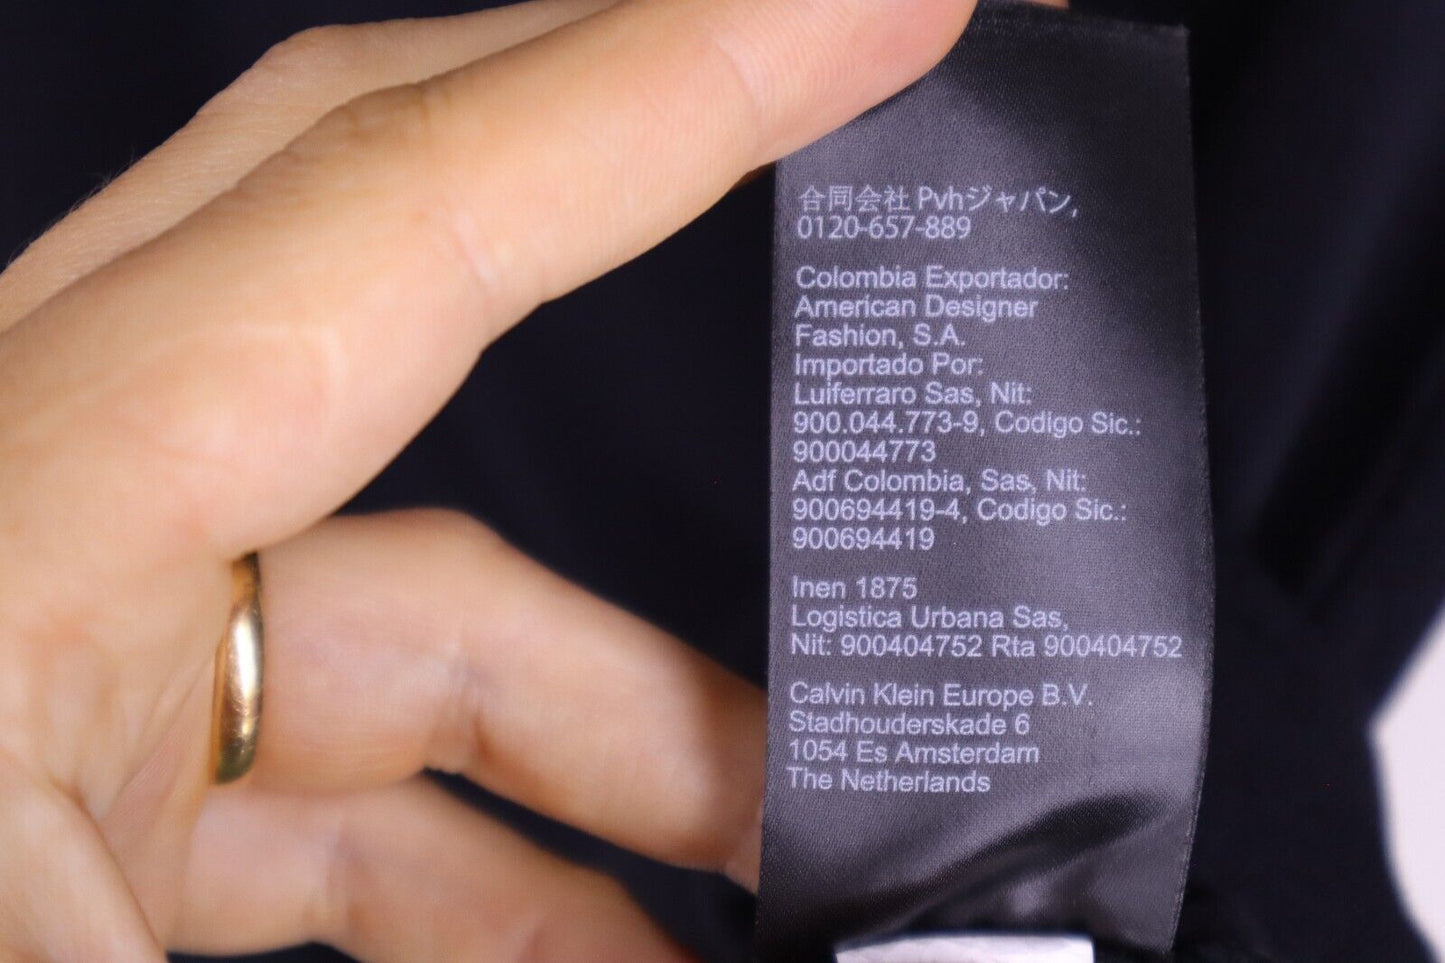 合同会社 Pvhジャパン,
0120-657-889
Colombia Exportador:
American Designer
Fashion, S.A.
Importado Por:
Luiferraro Sas, Nit:
900.044.773-9, Codigo Sic.:
900044773
Adf Colombia, Sas, Nit:
900694419-4, Codigo Sic.:
900694419
Inen 1875
Logistica Urbana Sas,
Nit: 900404752 Rta 900404752
Calvin Klein Europe B.V.
Stadhouderskade 6
1054 Es Amsterdam
The Netherlands